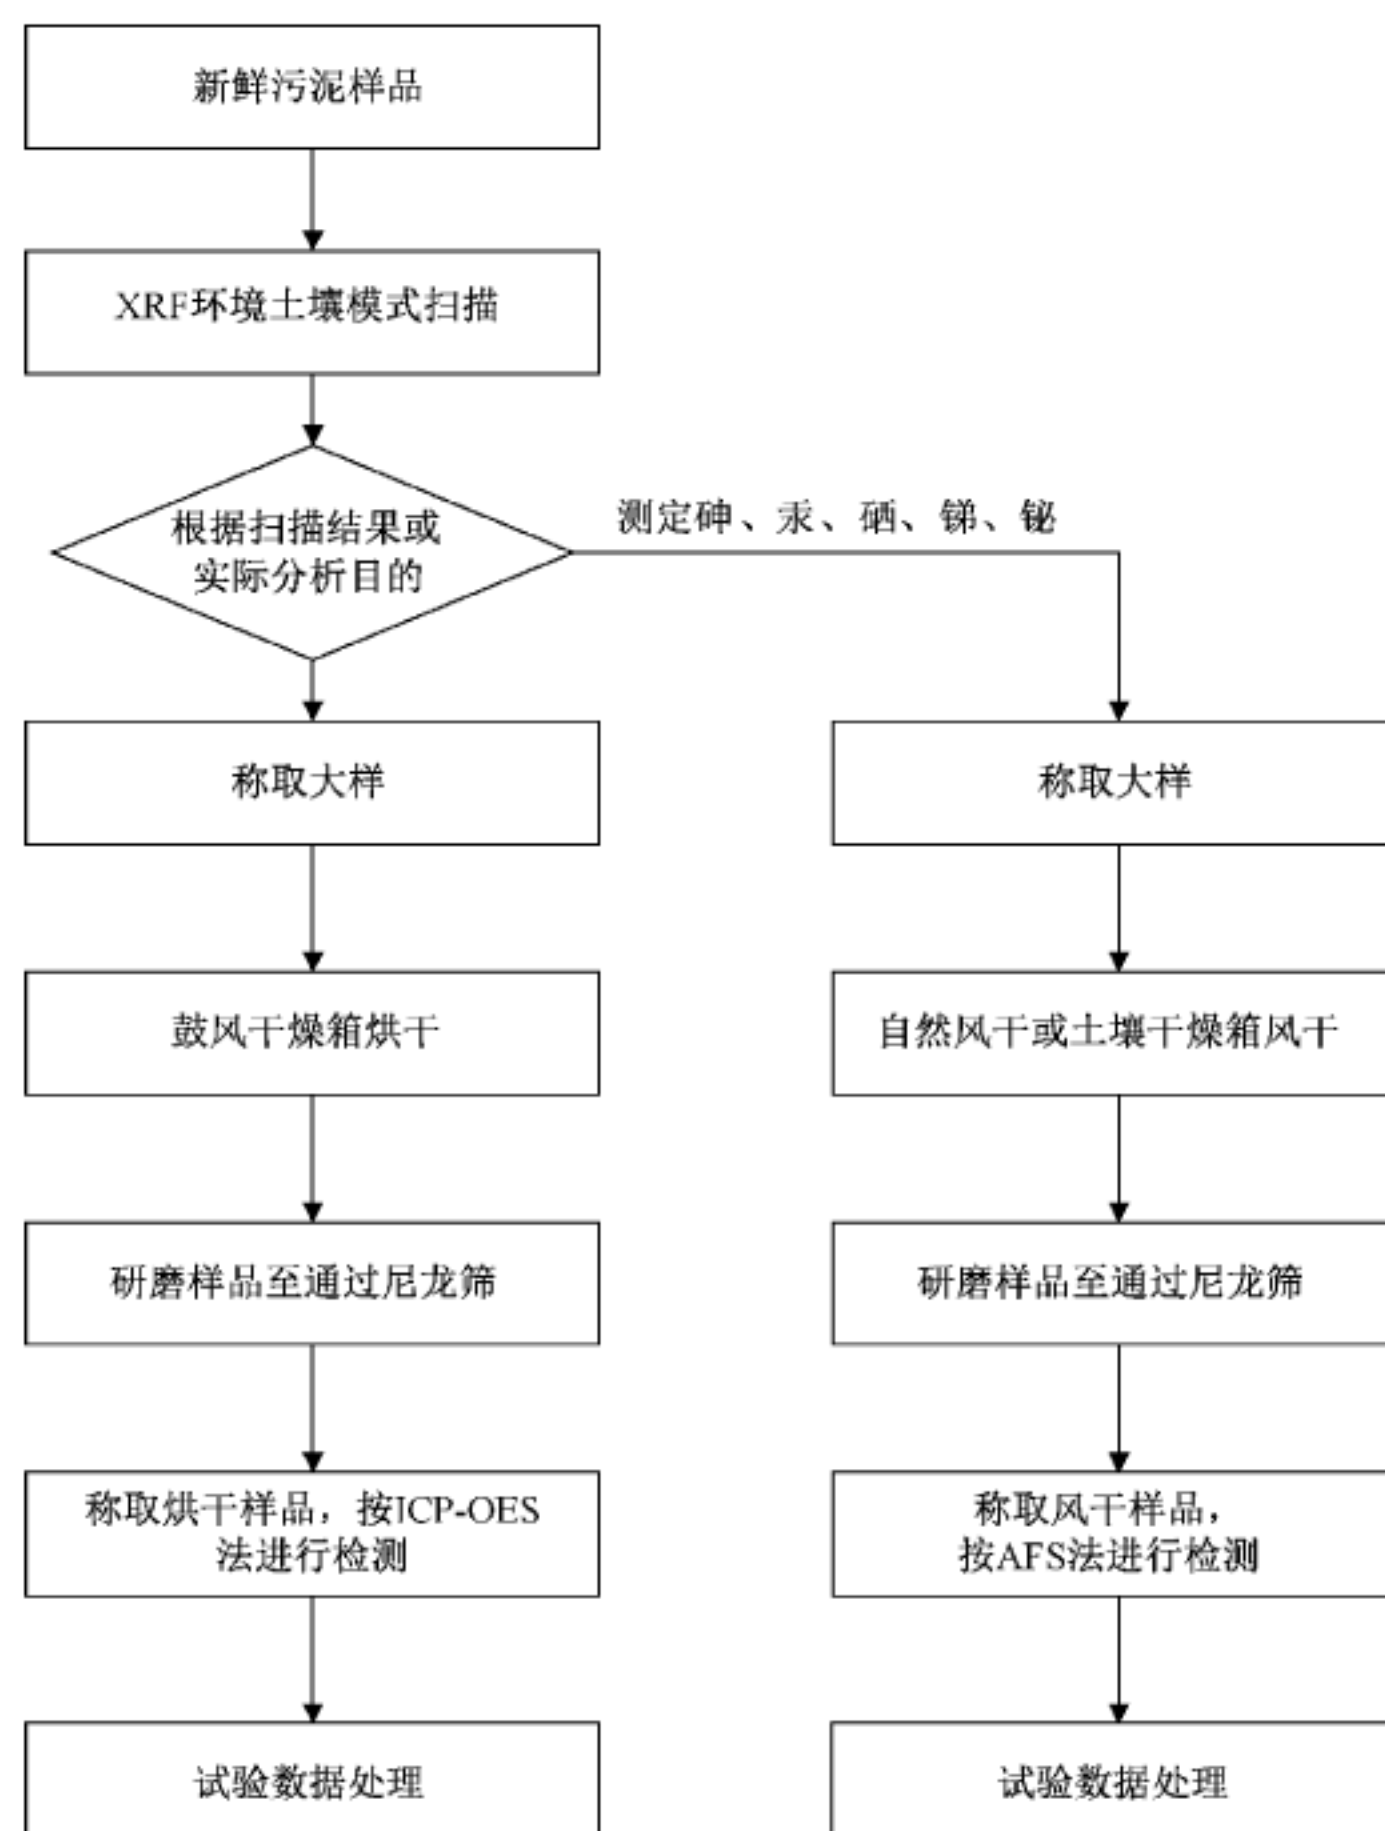 新鲜污泥样品
XRF环境土壤模式扫描
根据扫描结果或
实际分析目的
测定砷、汞、硒、锑、铋
称取大样
鼓风干燥箱烘干
研磨样品至通过尼龙筛
称取烘干样品，按ICP-OES
法进行检测
试验数据处理
称取大样
自然风干或土壤干燥箱风干
研磨样品至通过尼龙筛
称取风干样品，
按AFS法进行检测
试验数据处理